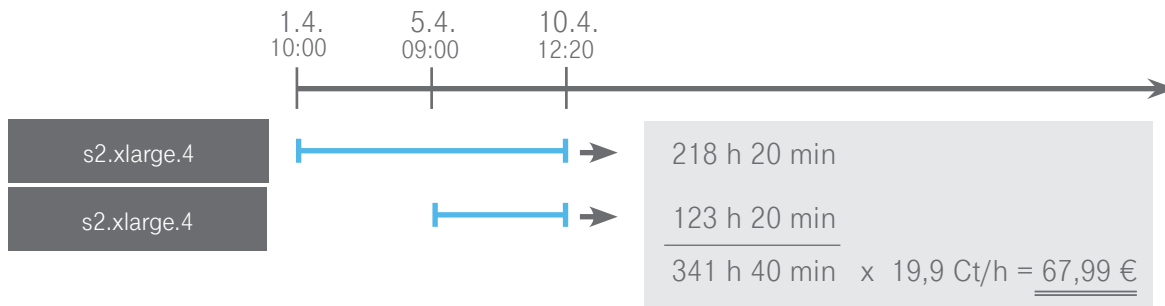 1.4. 5.4. 10.4.
10:00 09:00 12:20
s2.xlarge.4 218 h 20 min
s2.xlarge.4 123 h 20 min
341 h 40 min x 19,9 Ct/h = 67,99 €